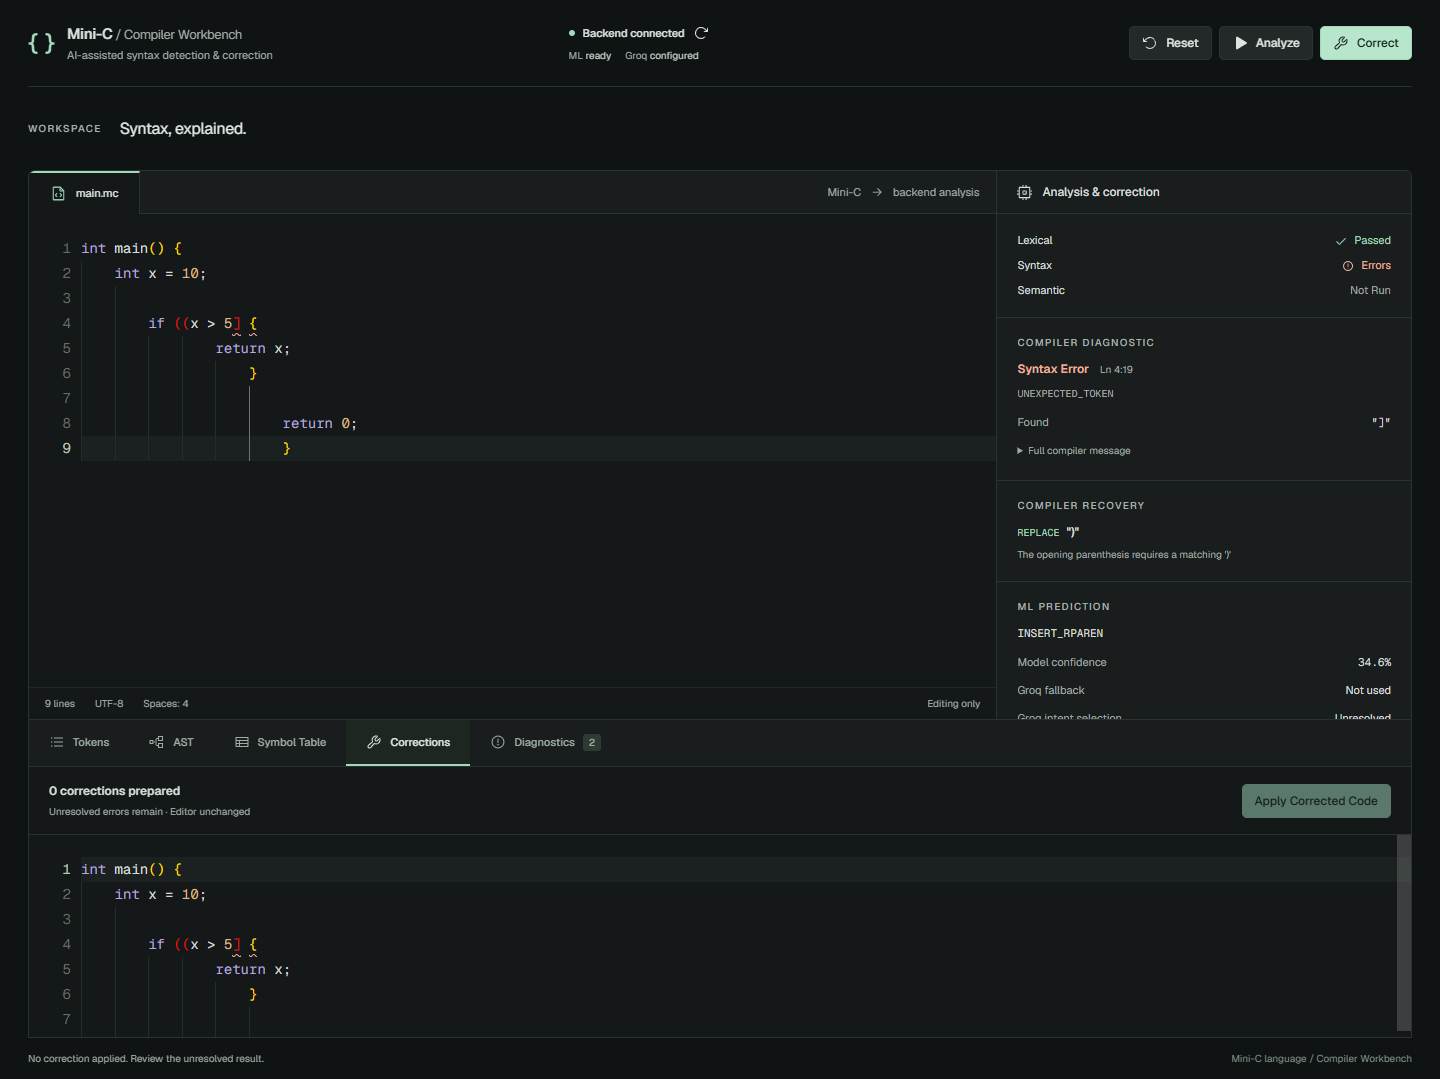 { } Mini-C / Compiler Workbench
AI-assisted syntax detection & correction
Backend connected
ML ready Groq configured
Reset
Analyze
Correct
WORKSPACE Syntax, explained.
main.mc
Mini-C → backend analysis
1 int main() {
2     int x = 10;
3
4         if ((x > 5] {
5                 return x;
6                     }
7
8                         return 0;
9                         }
9 lines UTF-8 Spaces: 4
Editing only
Analysis & correction
Lexical Passed
Syntax Errors
Semantic Not Run
COMPILER DIAGNOSTIC
Syntax Error Ln 4:19
UNEXPECTED_TOKEN
Found "]"
Full compiler message
COMPILER RECOVERY
REPLACE ")"
The opening parenthesis requires a matching ')'
ML PREDICTION
INSERT_RPAREN
Model confidence 34.6%
Groq fallback Not used
Groq intent selection Unresolved
Tokens
AST
Symbol Table
Corrections
Diagnostics 2
0 corrections prepared
Unresolved errors remain · Editor unchanged
Apply Corrected Code
1 int main() {
2     int x = 10;
3
4         if ((x > 5] {
5                 return x;
6                     }
7
No correction applied. Review the unresolved result.
Mini-C language / Compiler Workbench